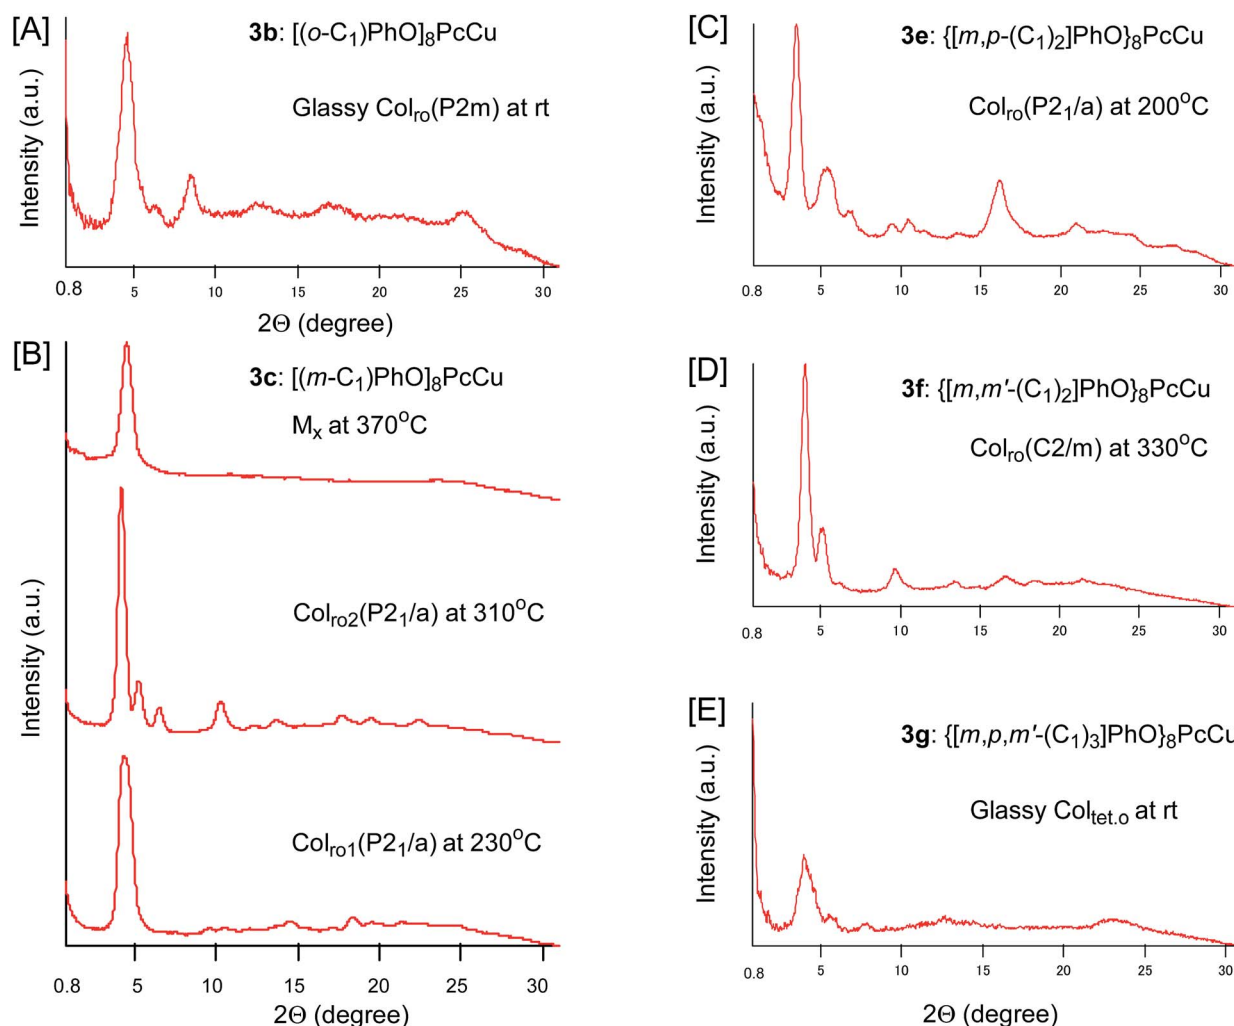 [A]
3b: [(o-C₁)PhO]₈PcCu
Glassy Colᵣₒ(P2m) at rt
Intensity (a.u.)
0.8 5 10 15 20 25 30
2Θ (degree)
[B]
3c: [(m-C₁)PhO]₈PcCu
Mₓ at 370°C
Colᵣₒ₂(P2₁/a) at 310°C
Colᵣₒ₁(P2₁/a) at 230°C
Intensity (a.u.)
0.8 5 10 15 20 25 30
2Θ (degree)
[C]
3e: {[m,p-(C₁)₂]PhO}₈PcCu
Colᵣₒ(P2₁/a) at 200°C
Intensity (a.u.)
0.8 5 10 15 20 25 30
[D]
3f: {[m,m'-(C₁)₂]PhO}₈PcCu
Colᵣₒ(C2/m) at 330°C
Intensity (a.u.)
0.8 5 10 15 20 25 30
[E]
3g: {[m,p,m'-(C₁)₃]PhO}₈PcCu
Glassy Colₜₑₜ.ₒ at rt
Intensity (a.u.)
0.8 5 10 15 20 25 30
2Θ (degree)